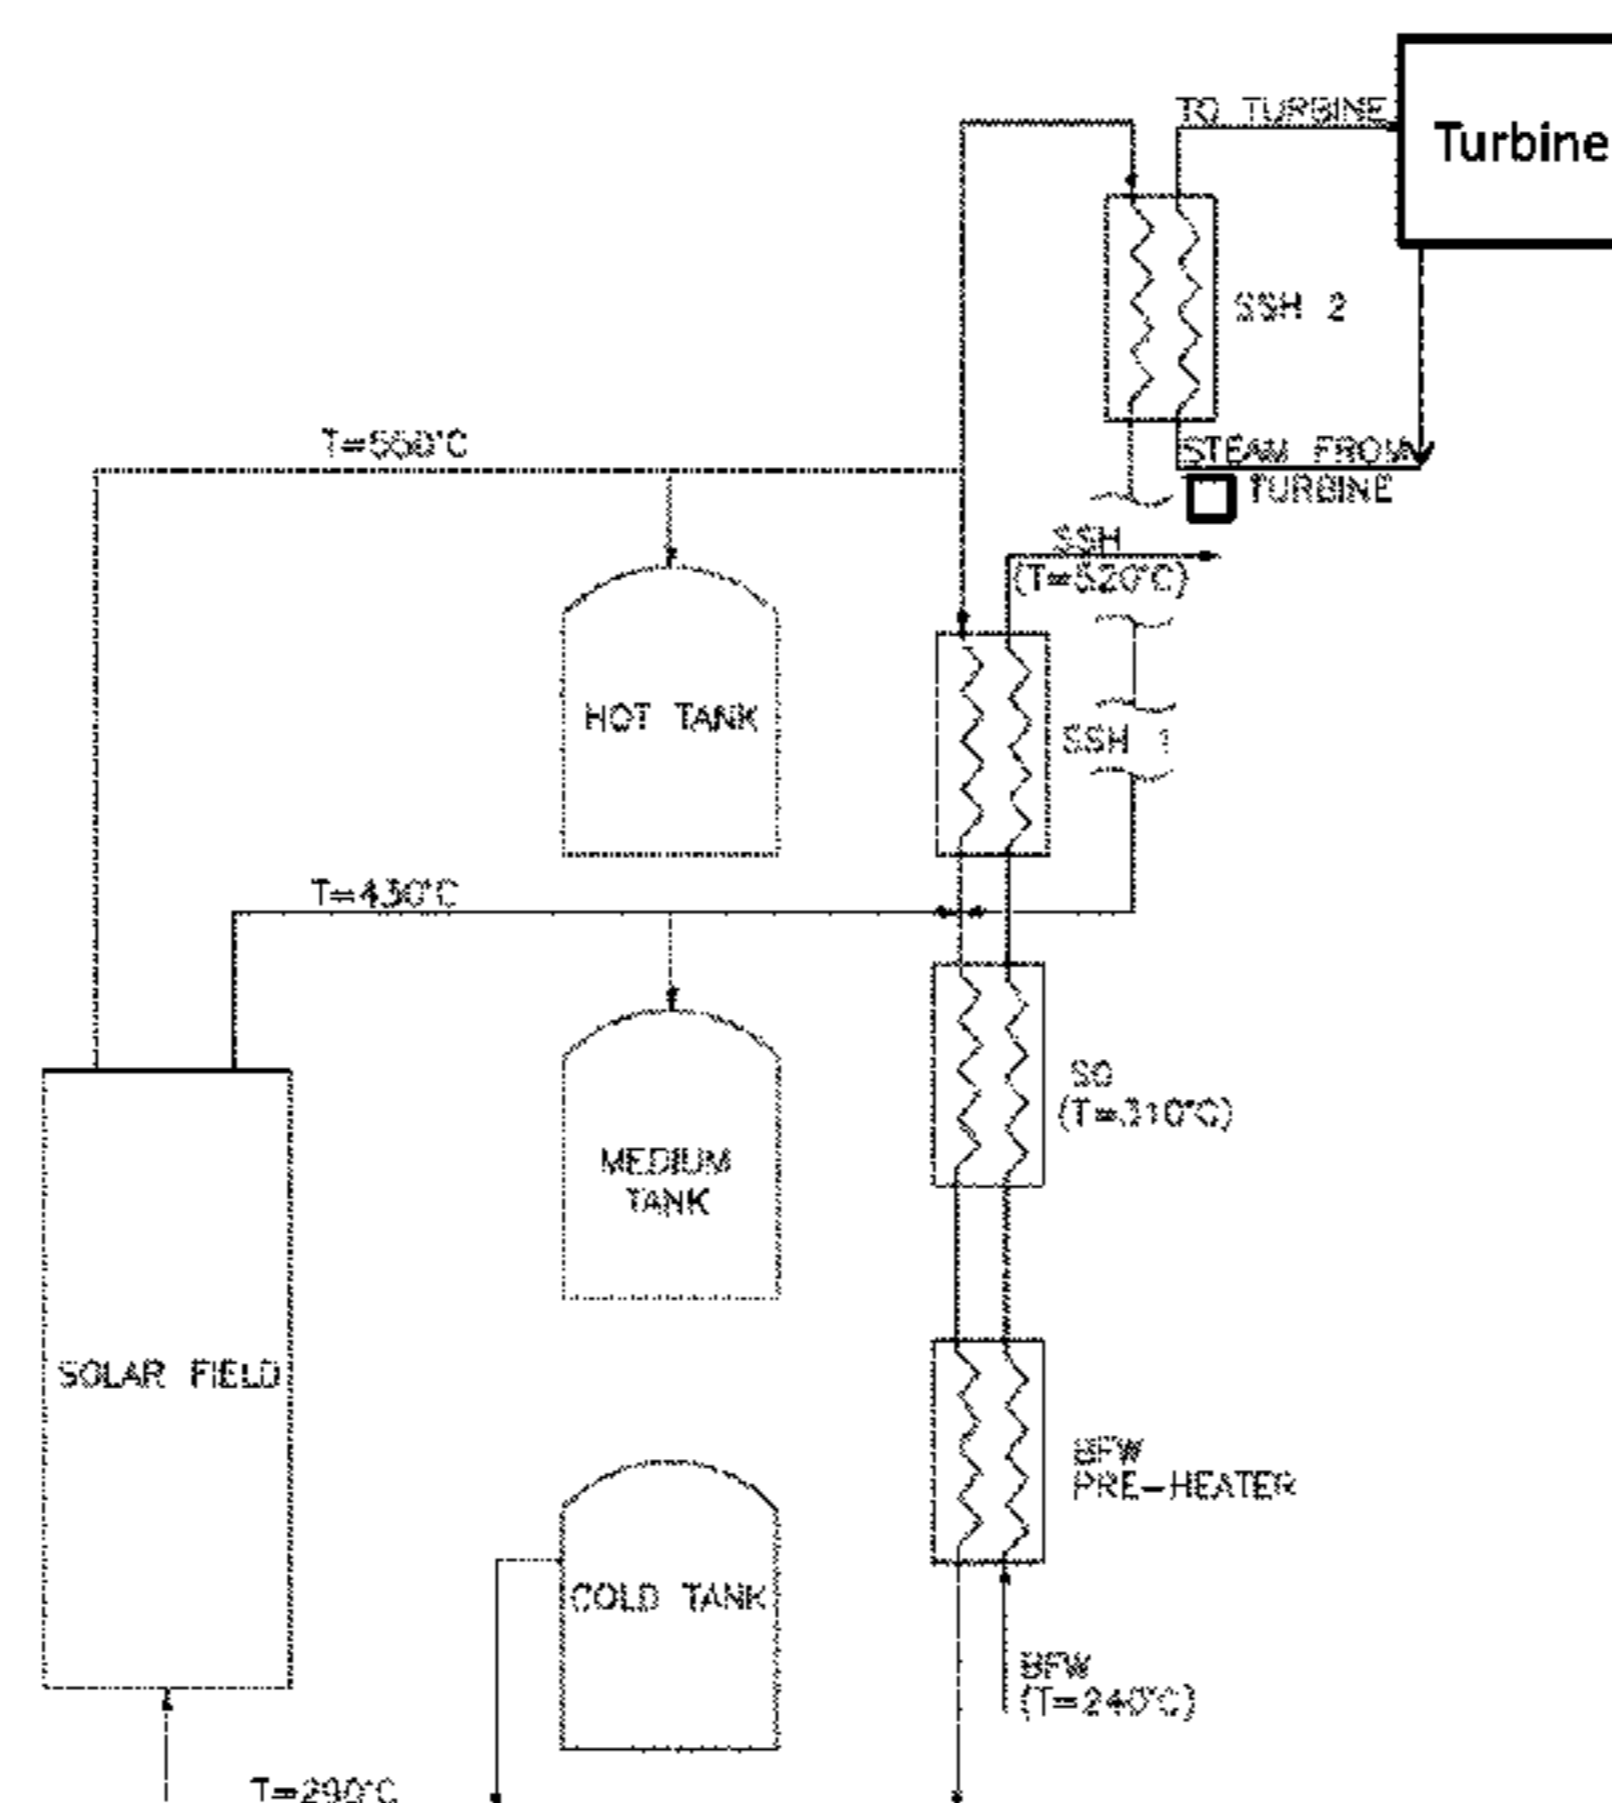 TO TURBINE
Turbine
SSH 2
T=550°C
STEAM FROM
TURBINE
SSH
(T=520°C)
HOT TANK
SSH 1
T=430°C
SG
(T=310°C)
MEDIUM
TANK
SOLAR FIELD
BFW
PRE-HEATER
COLD TANK
BFW
(T=240°C)
T=290°C